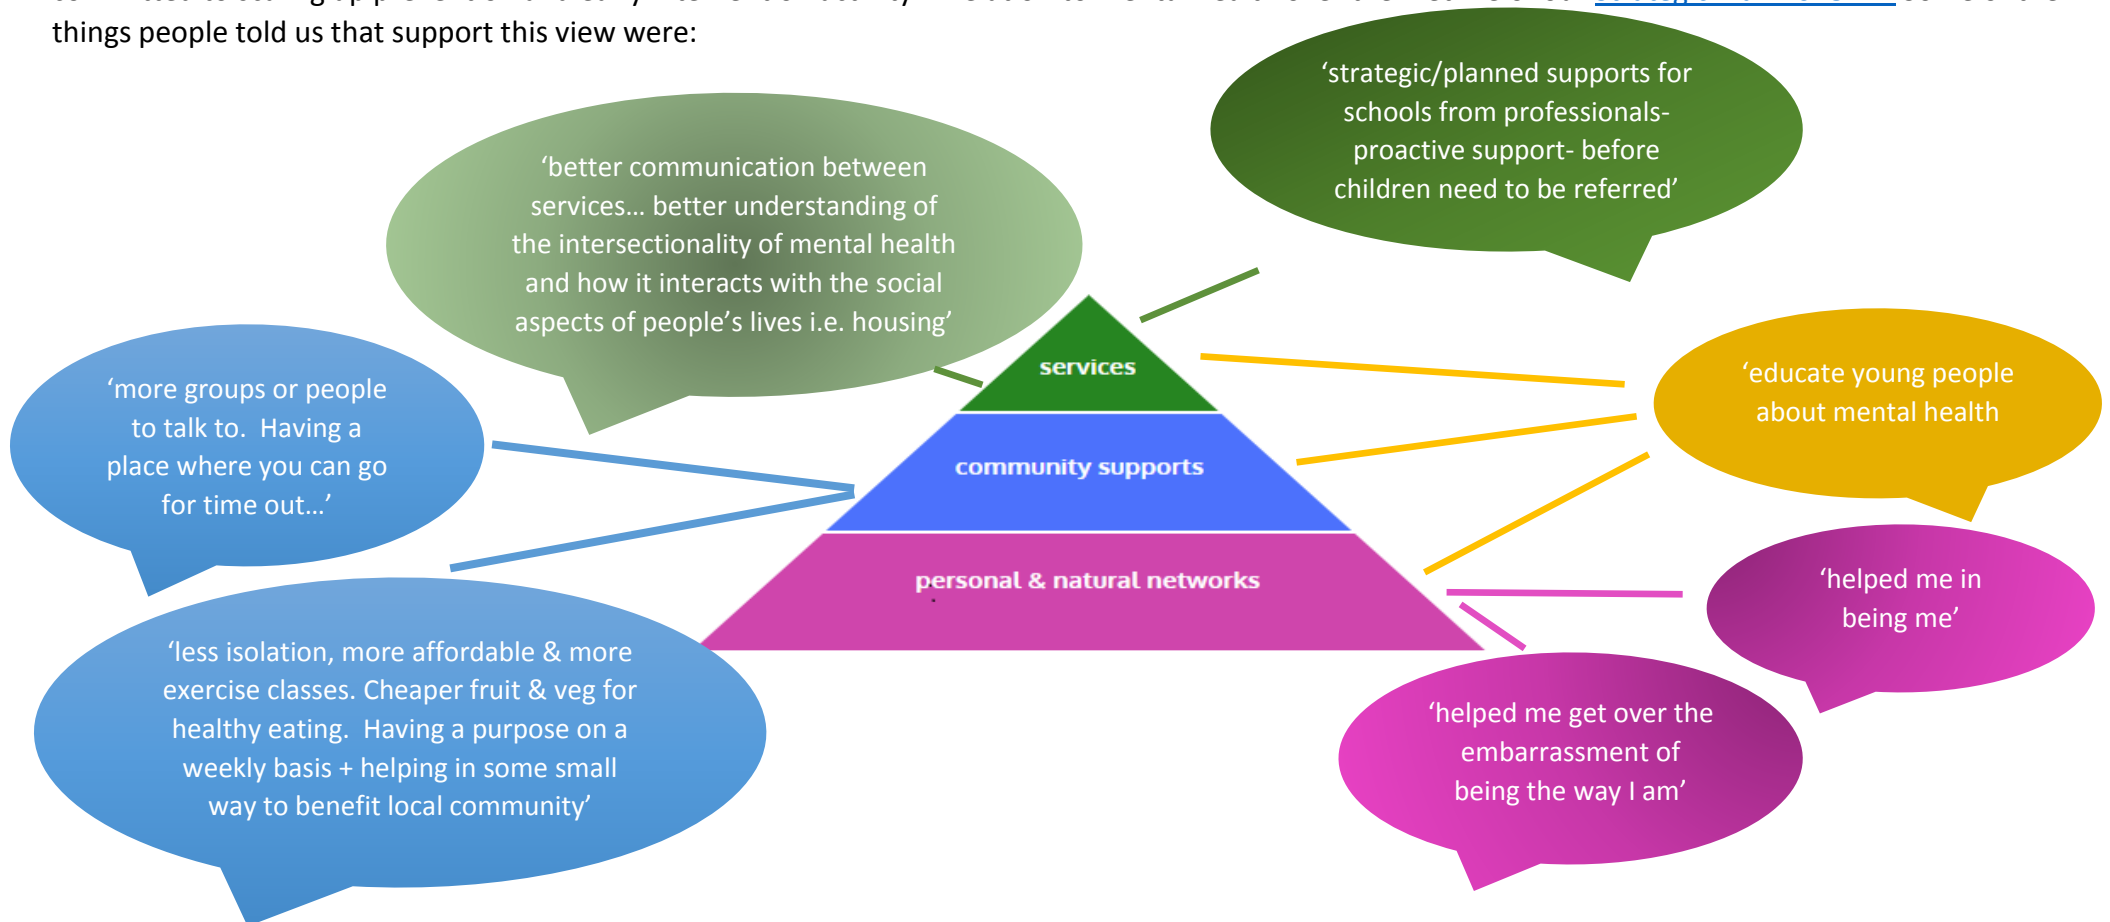 things people told us that support this view were:
‘strategic/planned supports for
schools from professionals-
proactive support- before
children need to be referred’
‘better communication between
services... better understanding of
the intersectionality of mental health
and how it interacts with the social
aspects of people’s lives i.e. housing’
services
‘educate young people
about mental health
‘more groups or people
to talk to.  Having a
place where you can go
for time out...’
community supports
personal & natural networks
‘helped me in
being me’
‘less isolation, more affordable & more
exercise classes. Cheaper fruit & veg for
healthy eating.  Having a purpose on a
weekly basis + helping in some small
way to benefit local community’
‘helped me get over the
embarrassment of
being the way I am’